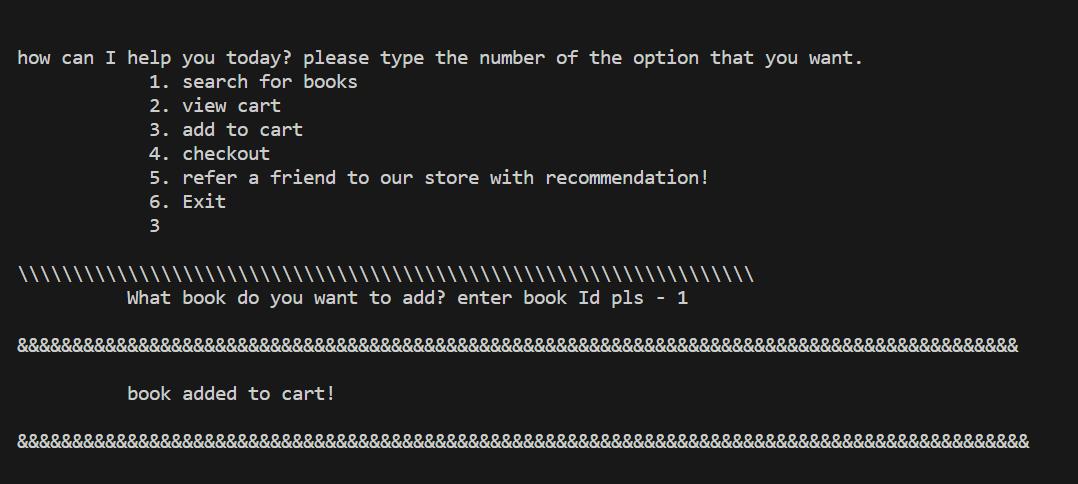 how can I help you today? please type the number of the option that you want.
1. search for books
2. view cart
3. add to cart
4. checkout
5. refer a friend to our store with recommendation!
6. Exit
3
\\\\\\\\\\\\\\\\\\\\\\\\\\\\\\\\\\\\\\\\\\\\\\\\\\\\\\\\\\\\\\\\\\\
What book do you want to add? enter book Id pls - 1
&&&&&&&&&&&&&&&&&&&&&&&&&&&&&&&&&&&&&&&&&&&&&&&&&&&&&&&&&&&&&&&&&&&&&&&&&&&&&&&&&&&&&&&&&&&
book added to cart!
&&&&&&&&&&&&&&&&&&&&&&&&&&&&&&&&&&&&&&&&&&&&&&&&&&&&&&&&&&&&&&&&&&&&&&&&&&&&&&&&&&&&&&&&&&&&